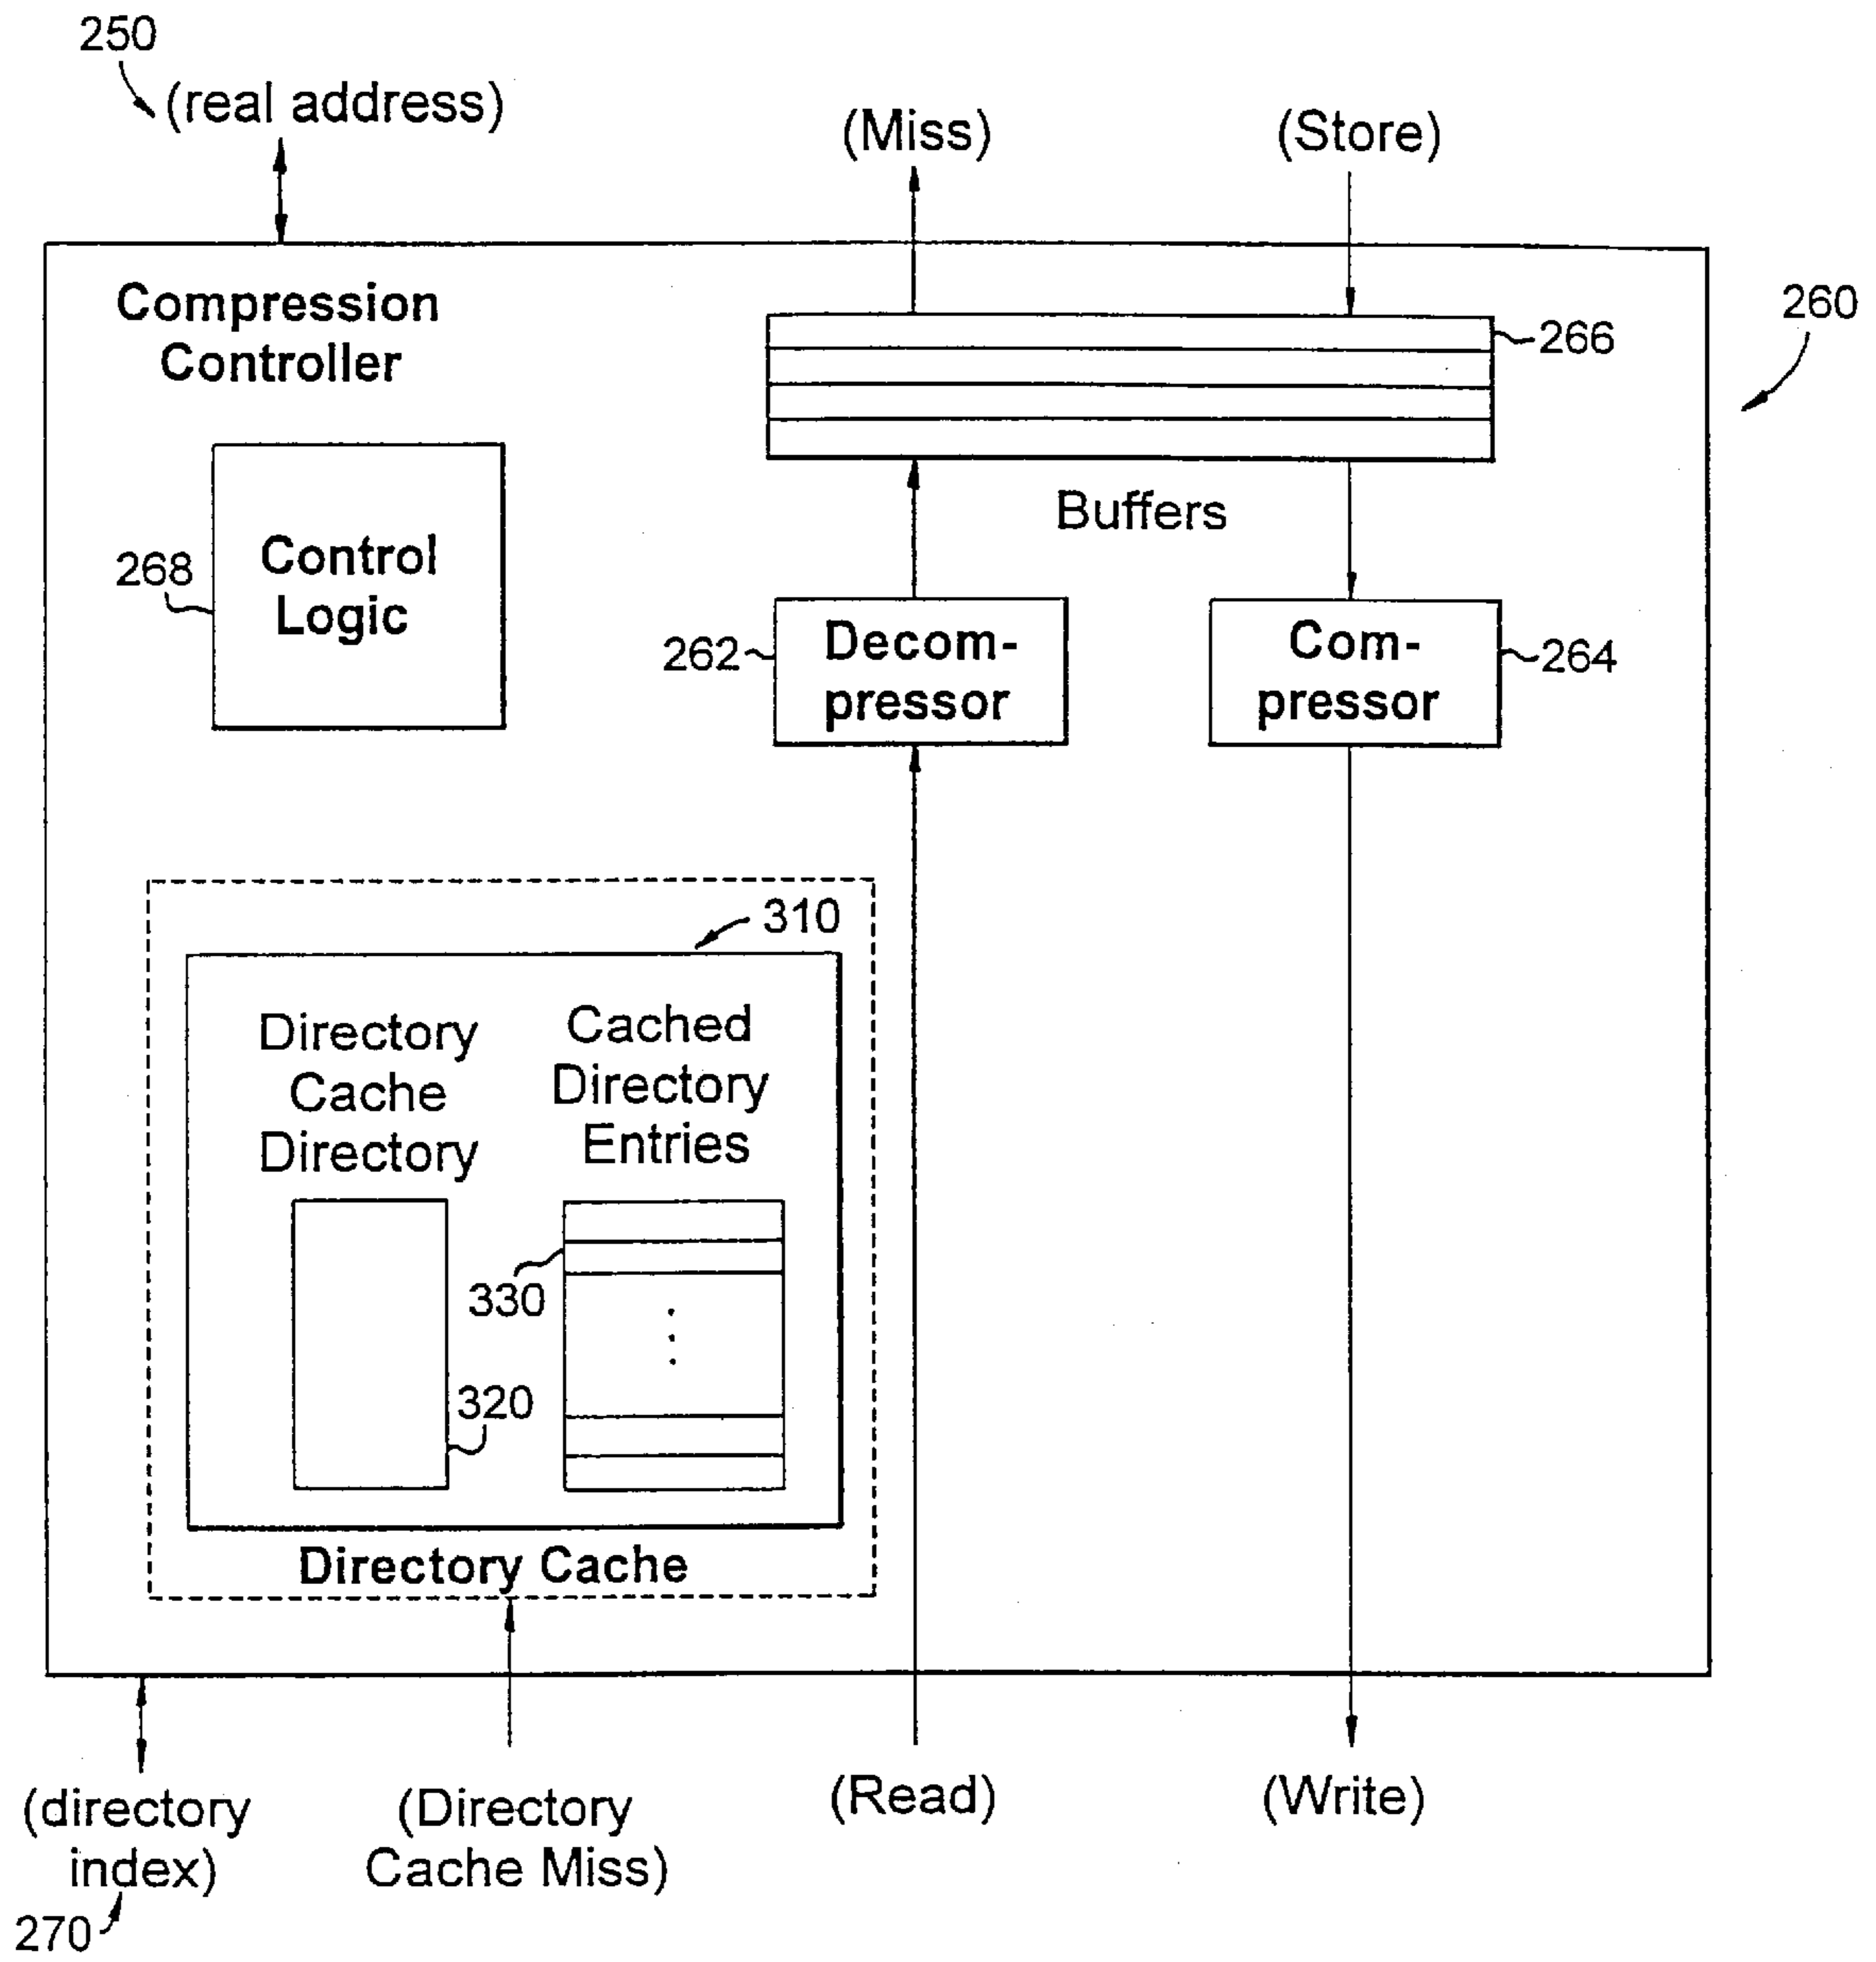 250
(real address)
(Miss)
(Store)
Compression
Controller
260
266
Buffers
268
Control
Logic
262
Decom-
pressor
Com-
pressor
264
310
Directory
Cache
Directory
Cached
Directory
Entries
330
320
Directory Cache
(directory
index)
270
(Directory
Cache Miss)
(Read)
(Write)